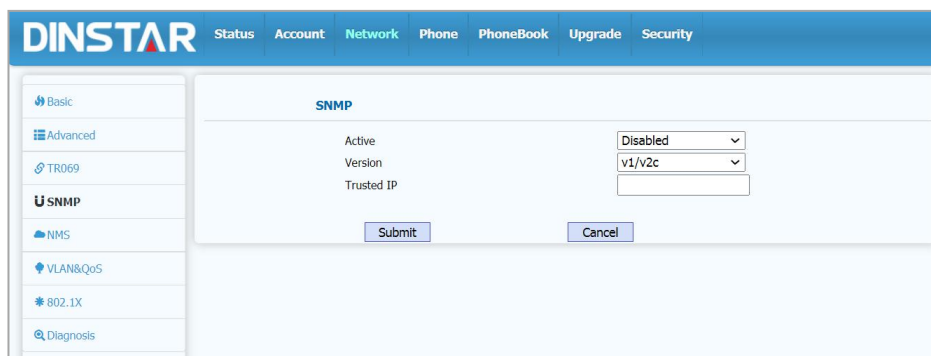 DINSTAR Status Account Network Phone PhoneBook Upgrade Security
Basic
Advanced
TR069
SNMP
NMS
VLAN&QoS
802.1X
Diagnosis
SNMP
Active Disabled
Version v1/v2c
Trusted IP
Submit Cancel